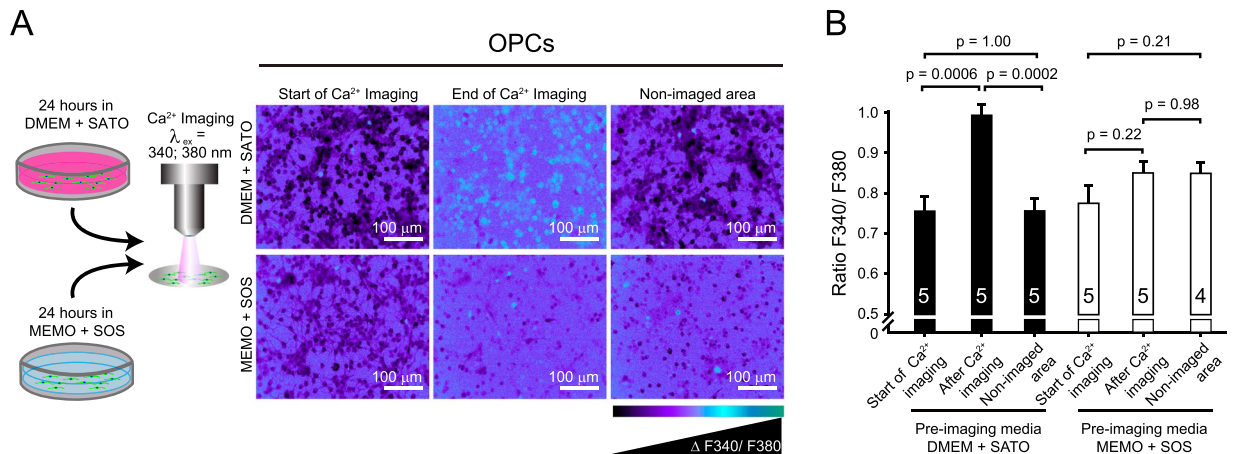 A
OPCs
24 hours in
DMEM + SATO
Ca²⁺ Imaging
λex =
340; 380 nm
24 hours in
MEMO + SOS
Start of Ca²⁺ Imaging
End of Ca²⁺ Imaging
Non-imaged area
DMEM + SATO
100 μm
100 μm
100 μm
MEMO + SOS
100 μm
100 μm
100 μm
Δ F340/ F380
B
p = 1.00
p = 0.21
p = 0.0006
p = 0.0002
p = 0.98
p = 0.22
Ratio F340/ F380
1.0
0.9
0.8
0.7
0.6
0.5
0
5
5
5
5
5
4
Start of Ca²⁺
imaging
After Ca²⁺
imaging
Non-imaged
area
Start of Ca²⁺
imaging
After Ca²⁺
imaging
Non-imaged
area
Pre-imaging media
DMEM + SATO
Pre-imaging media
MEMO + SOS